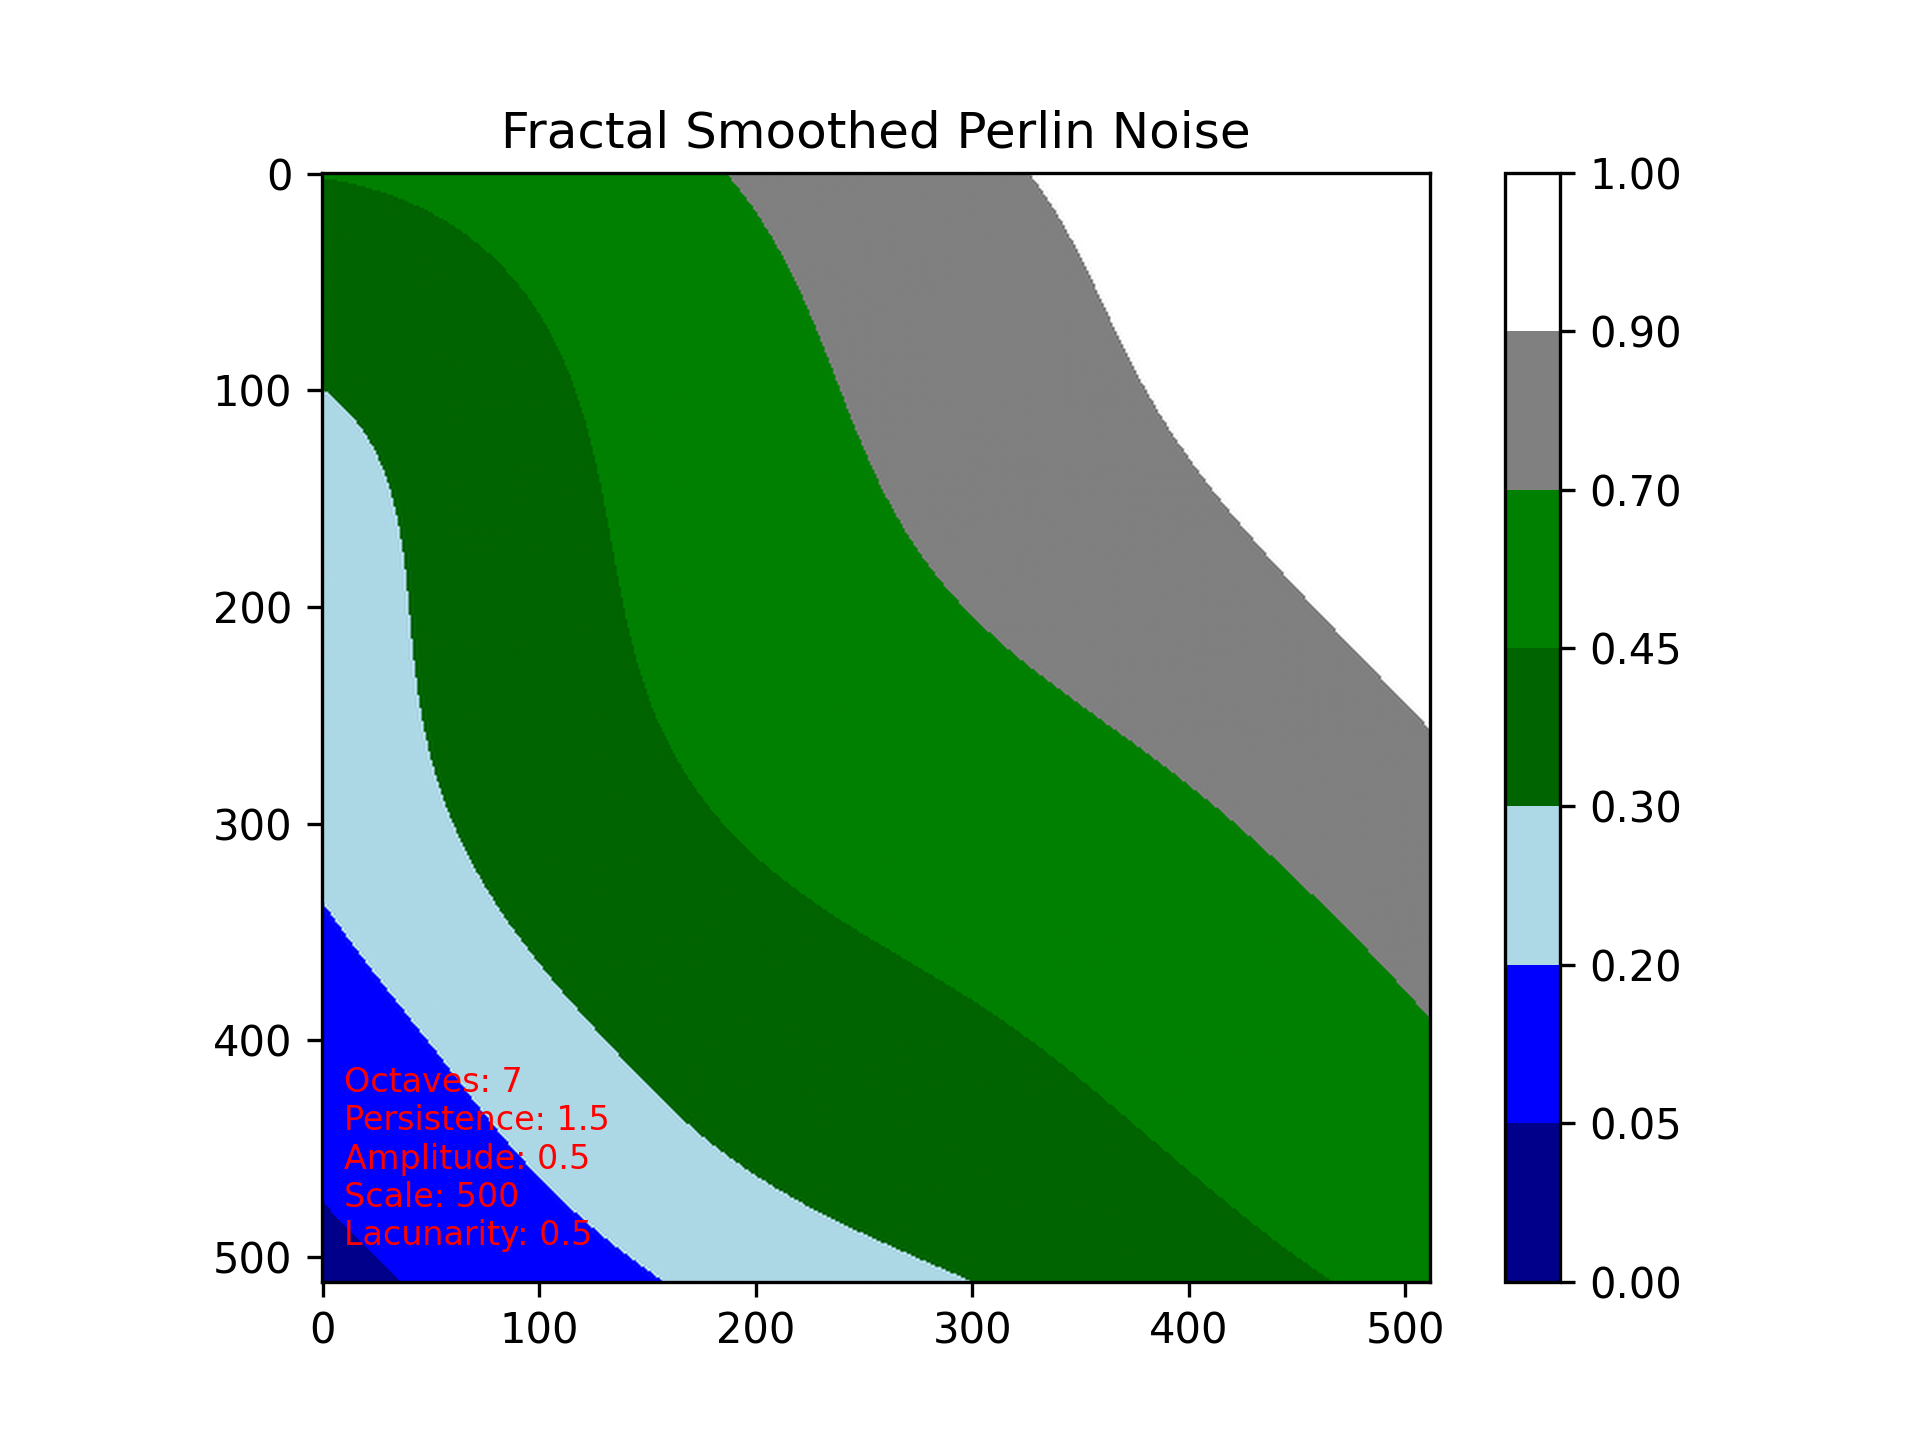 Fractal Smoothed Perlin Noise
0
100
200
300
400
500
Octaves: 7
Persistence: 1.5
Amplitude: 0.5
Scale: 500
Lacunarity: 0.5
0 100 200 300 400 500
1.00
0.90
0.70
0.45
0.30
0.20
0.05
0.00